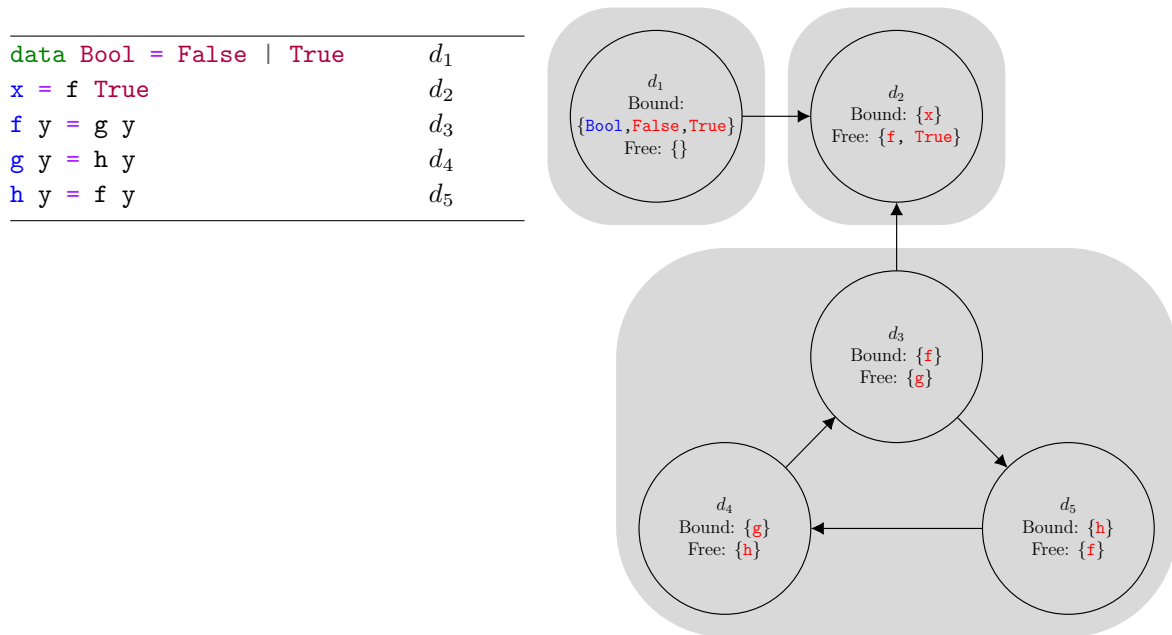 data Bool = False | True d₁
x = f True d₂
f y = g y d₃
g y = h y d₄
h y = f y d₅
d₁
Bound:
{Bool,False,True}
Free: {}
d₂
Bound: {x}
Free: {f, True}
d₃
Bound: {f}
Free: {g}
d₄
Bound: {g}
Free: {h}
d₅
Bound: {h}
Free: {f}